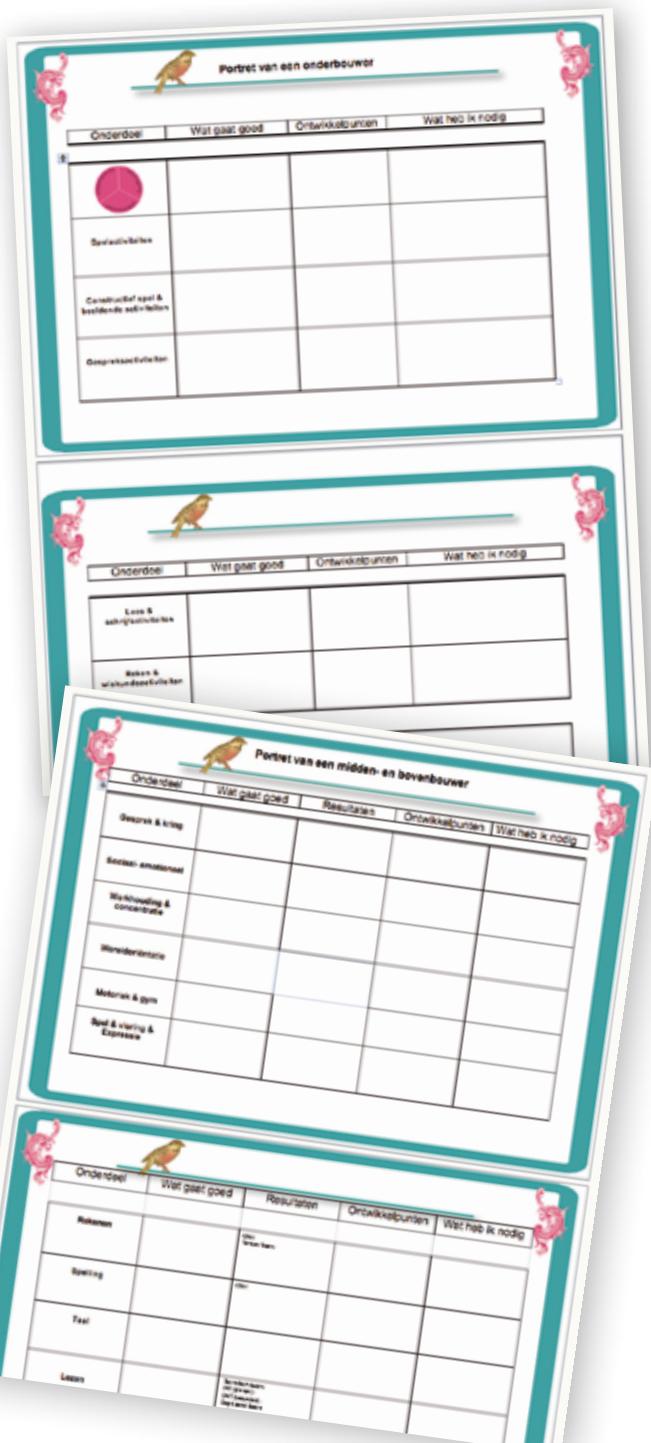 Portret van een onderbouwer
Onderdeel Wat gaat goed Ontwikkelpunten Wat heb ik nodig
Spelactiviteiten
Constructief spel &
beeldende activiteiten
Gespreksactiviteiten
Onderdeel Wat gaat goed Ontwikkelpunten Wat heb ik nodig
Lees &
schrijfactiviteiten
Reken &
wiskundeactiviteiten
Portret van een midden- en bovenbouwer
Onderdeel Wat gaat goed Resultaten Ontwikkelpunten Wat heb ik nodig
Gesprek & kring
Sociaal- emotioneel
Werkhouding &
concentratie
Wereldoriëntatie
Motoriek & gym
Spel & viering &
Expressie
Onderdeel Wat gaat goed Resultaten Ontwikkelpunten Wat heb ik nodig
Rekenen
Spelling
Taal
Lezen